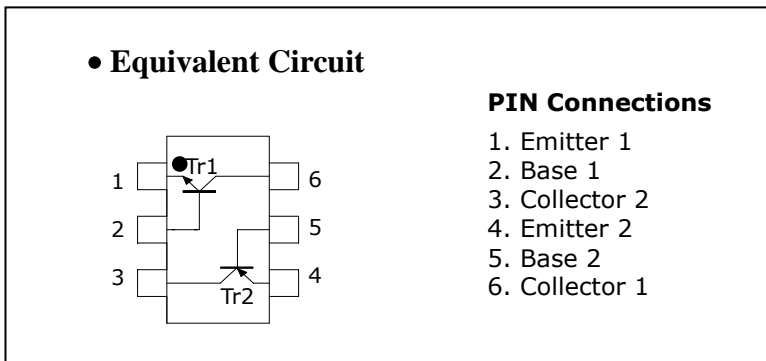 • Equivalent Circuit
PIN Connections
1. Emitter 1
2. Base 1
3. Collector 2
4. Emitter 2
5. Base 2
6. Collector 1
Tr1
1
6
2
5
3
4
Tr2